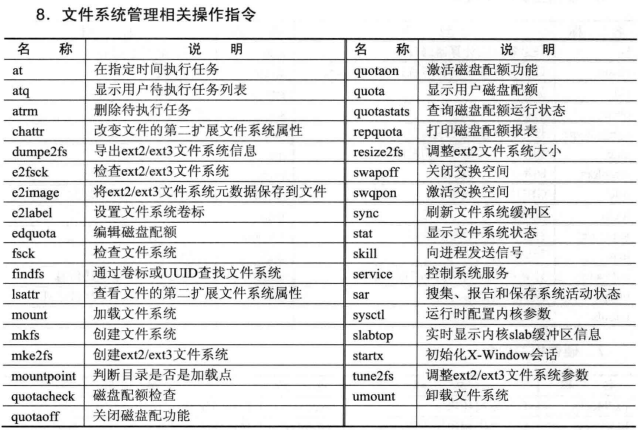 8. 文件系统管理相关操作指令
名 称 说 明 名 称 说 明
at 在指定时间执行任务 quotaon 激活磁盘配额功能
atq 显示用户待执行任务列表 quota 显示用户磁盘配额
atrm 删除待执行任务 quotastats 查询磁盘配额运行状态
chattr 改变文件的第二扩展文件系统属性 repquota 打印磁盘配额报表
dumpe2fs 导出ext2/ext3文件系统信息 resize2fs 调整ext2文件系统大小
e2fsck 检查ext2/ext3文件系统 swapoff 关闭交换空间
e2image 将ext2/ext3文件系统元数据保存到文件 swqpon 激活交换空间
e2label 设置文件系统卷标 sync 刷新文件系统缓冲区
edquota 编辑磁盘配额 stat 显示文件系统状态
fsck 检查文件系统 skill 向进程发送信号
findfs 通过卷标或UUID查找文件系统 service 控制系统服务
lsattr 查看文件的第二扩展文件系统属性 sar 搜集、报告和保存系统活动状态
mount 加载文件系统 sysctl 运行时配置内核参数
mkfs 创建文件系统 slabtop 实时显示内核slab缓冲区信息
mke2fs 创建ext2/ext3文件系统 startx 初始化X-Window会话
mountpoint 判断目录是否是加载点 tune2fs 调整ext2/ext3文件系统参数
quotacheck 磁盘配额检查 umount 卸载文件系统
quotaoff 关闭磁盘配功能